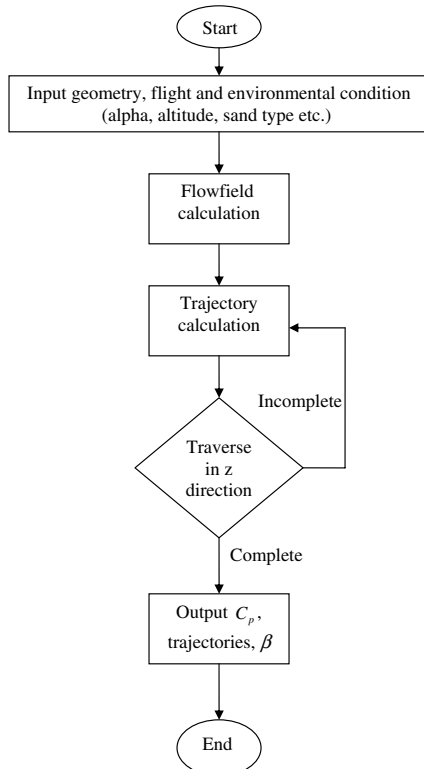 Start
Input geometry, flight and environmental condition
(alpha, altitude, sand type etc.)
Flowfield
calculation
Trajectory
calculation
Incomplete
Traverse
in z
direction
Complete
Output C_p,
trajectories, β
End